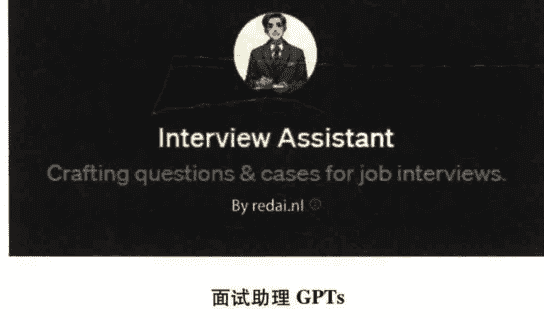 Interview Assistant
Crafting questions & cases for job interviews.
By redai.nl
面试助理 GPTs